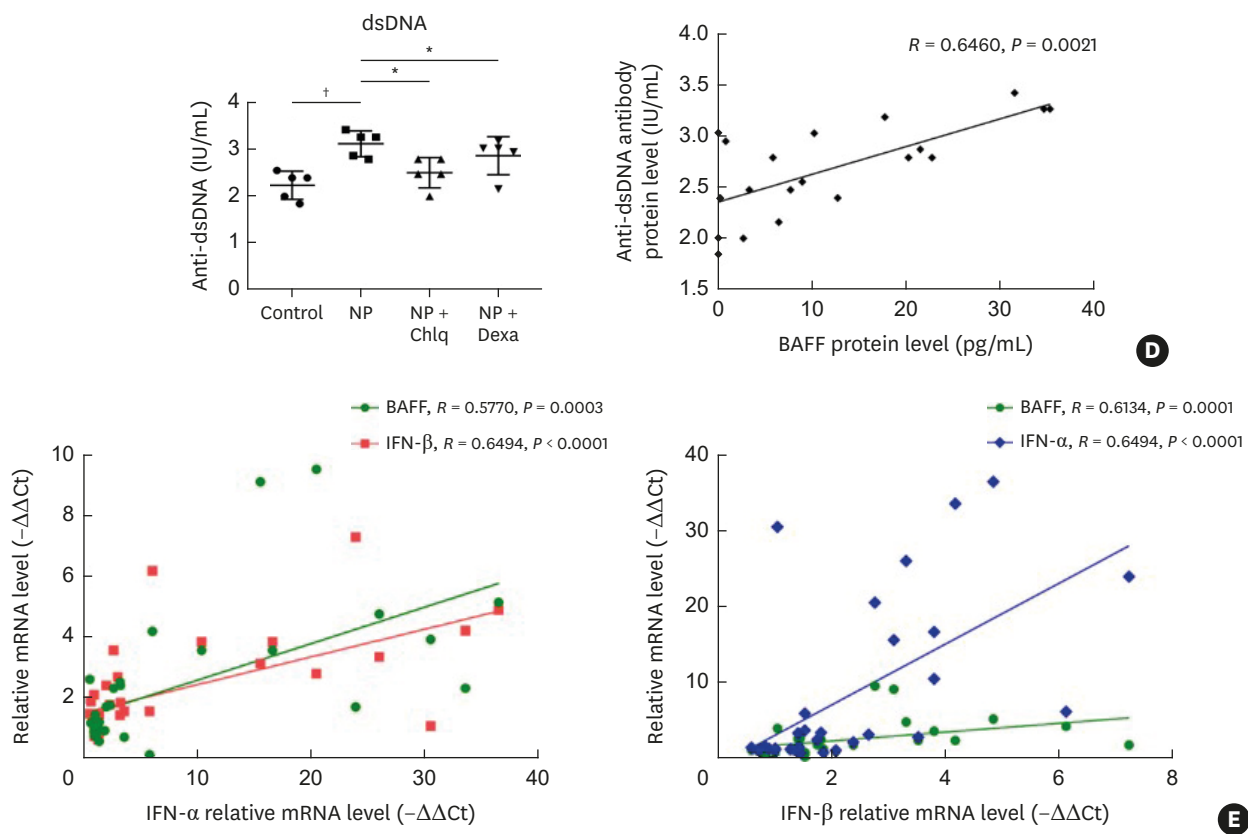 dsDNA
*
*
†
Anti-dsDNA (IU/mL)
4
3
2
1
0
Control
NP
NP +
Chlq
NP +
Dexa
R = 0.6460, P = 0.0021
Anti-dsDNA antibody
protein level (IU/mL)
4.0
3.5
3.0
2.5
2.0
1.5
0
10
20
30
40
BAFF protein level (pg/mL)
D
BAFF, R = 0.5770, P = 0.0003
IFN-β, R = 0.6494, P < 0.0001
Relative mRNA level (−ΔΔCt)
10
8
6
4
2
0
10
20
30
40
IFN-α relative mRNA level (−ΔΔCt)
BAFF, R = 0.6134, P = 0.0001
IFN-α, R = 0.6494, P < 0.0001
Relative mRNA level (−ΔΔCt)
40
30
20
10
0
2
4
6
8
IFN-β relative mRNA level (−ΔΔCt)
E